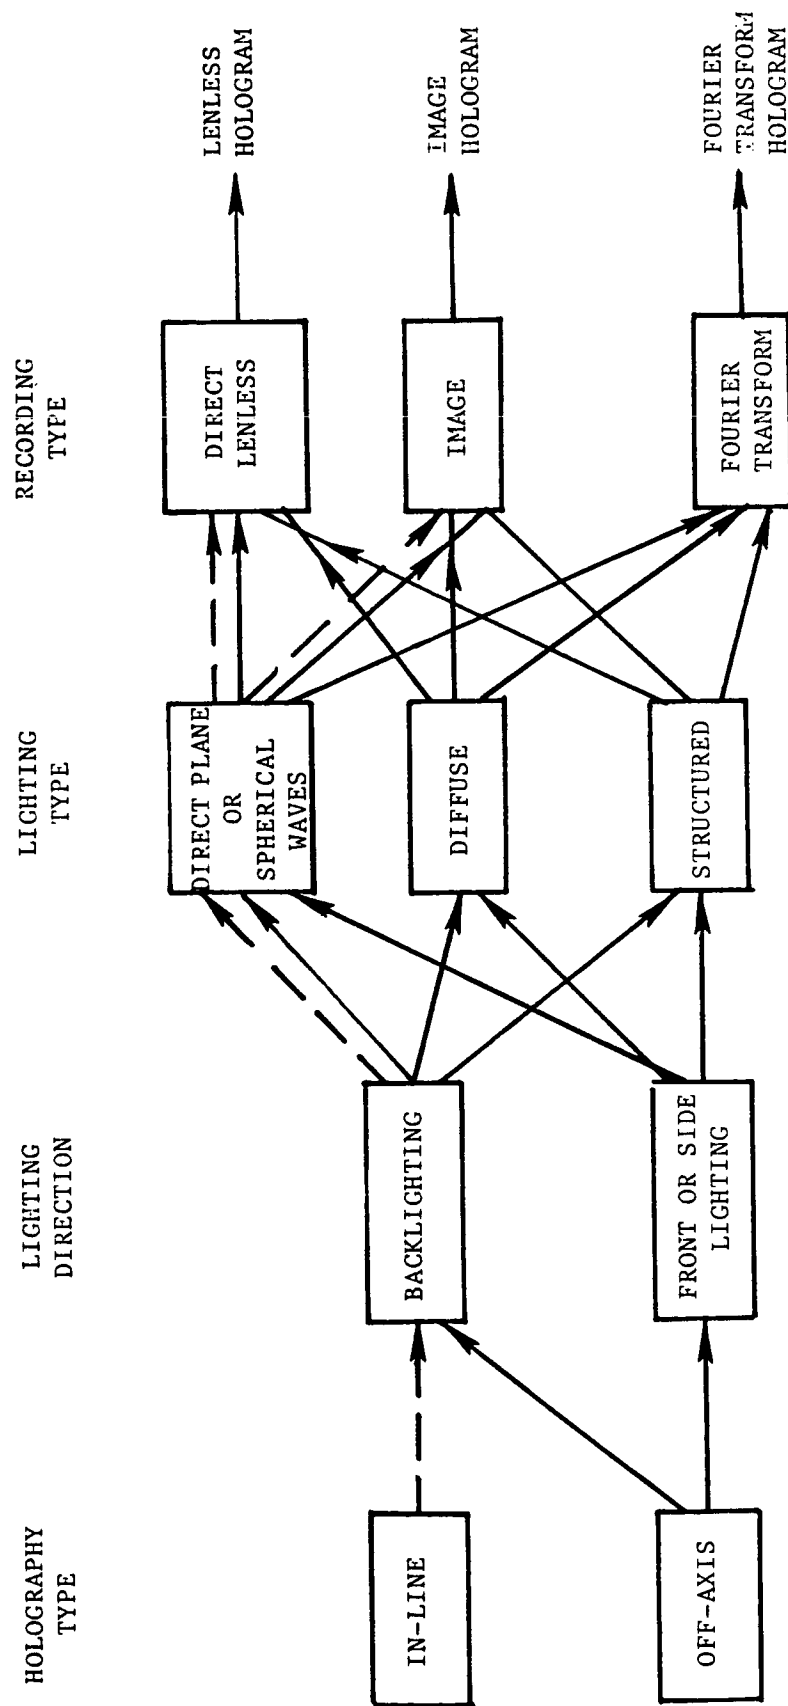 HOLOGRAPHY
TYPE
LIGHTING
DIRECTION
LIGHTING
TYPE
RECORDING
TYPE
IN-LINE
OFF-AXIS
BACKLIGHTING
FRONT OR SIDE
LIGHTING
DIRECT PLANE
OR
SPHERICAL
WAVES
DIFFUSE
STRUCTURED
DIRECT
LENLESS
IMAGE
FOURIER
TRANSFORM
LENLESS
HOLOGRAM
IMAGE
HOLOGRAM
FOURIER
TRANSFORM
HOLOGRAM